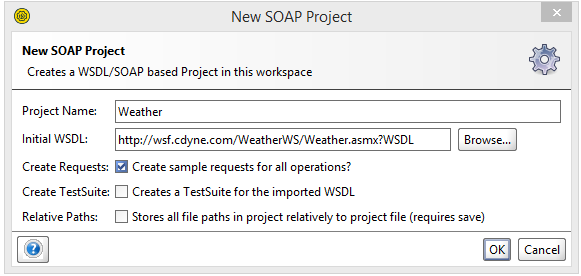 New SOAP Project
New SOAP Project
Creates a WSDL/SOAP based Project in this workspace
Project Name: Weather
Initial WSDL: http://wsf.cdyne.com/WeatherWS/Weather.asmx?WSDL Browse...
Create Requests: Create sample requests for all operations?
Create TestSuite: Creates a TestSuite for the imported WSDL
Relative Paths: Stores all file paths in project relatively to project file (requires save)
? OK Cancel